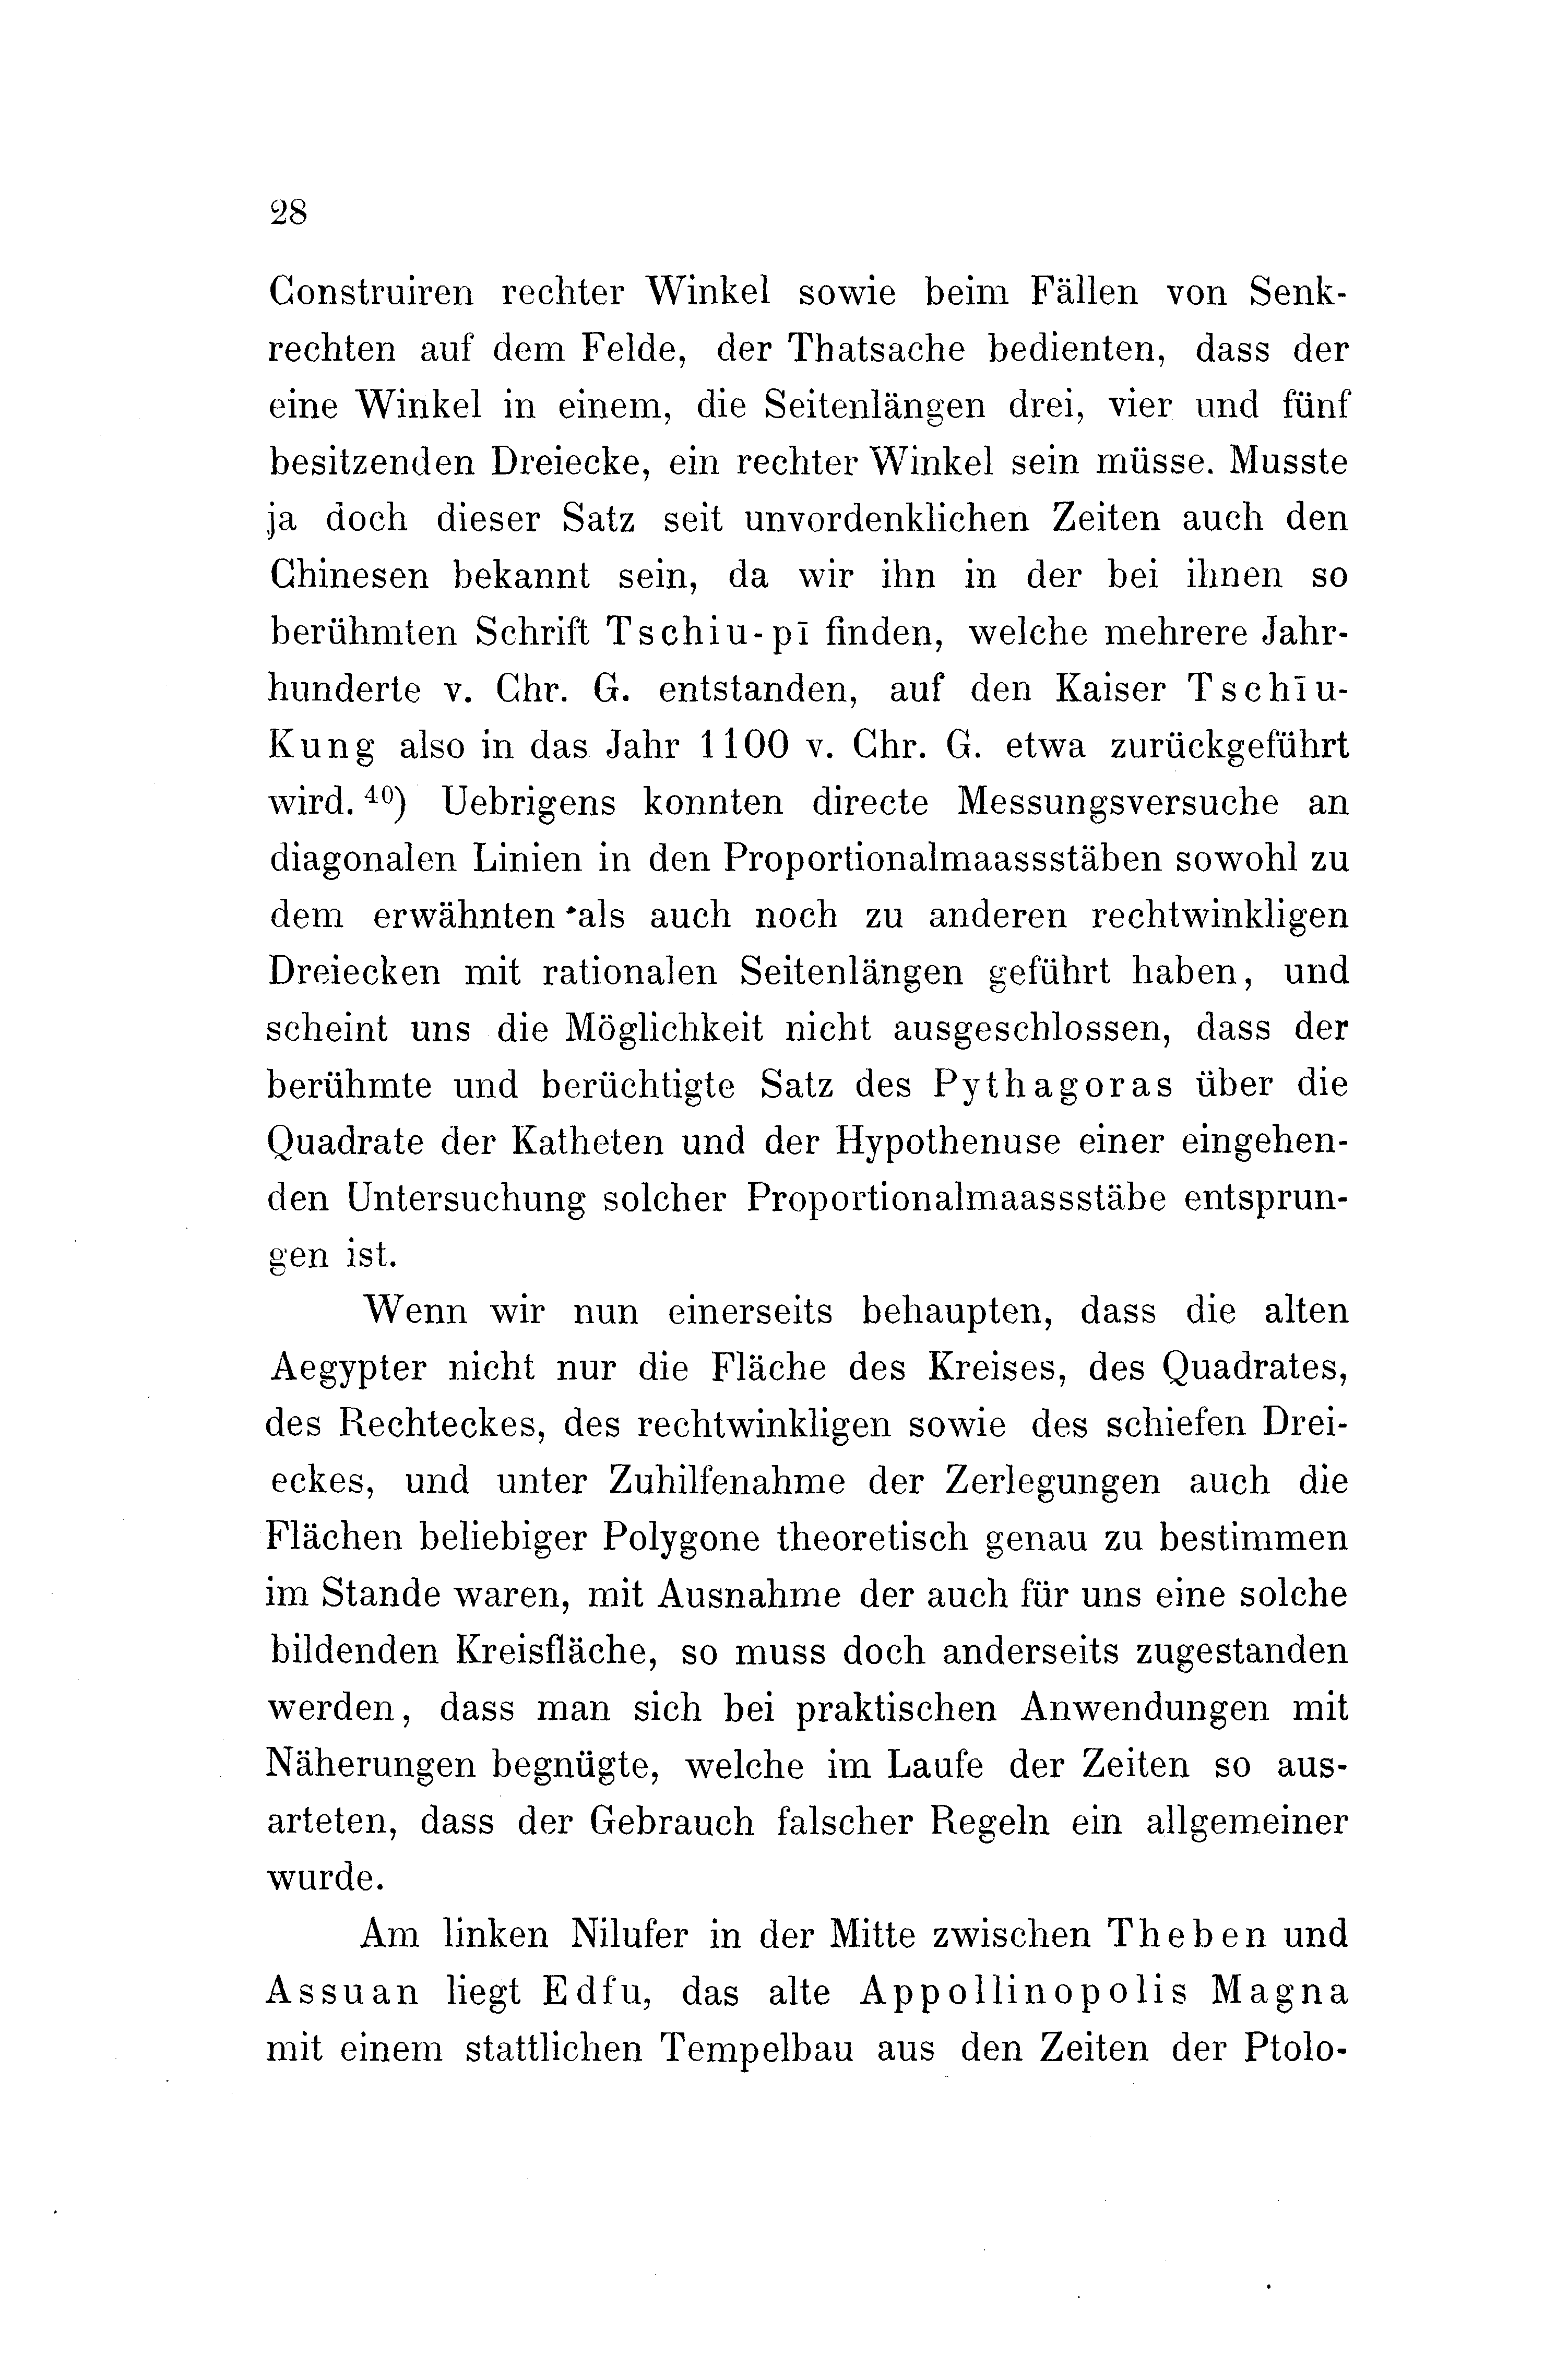 28
Construiren rechter Winkel sowie beim Fällen von Senk-
rechten auf dem Felde, der Thatsache bedienten, dass der
eine Winkel in einem, die Seitenlängen drei, vier und fünf
besitzenden Dreiecke, ein rechter Winkel sein müsse. Musste
ja doch dieser Satz seit unvordenklichen Zeiten auch den
Chinesen bekannt sein, da wir ihn in der bei ihnen so
berühmten Schrift Tschiu-pī finden, welche mehrere Jahr-
hunderte v. Chr. G. entstanden, auf den Kaiser Tschīu-
Kung also in das Jahr 1100 v. Chr. G. etwa zurückgeführt
wird. ⁴⁰) Uebrigens konnten directe Messungsversuche an
diagonalen Linien in den Proportionalmaassstäben sowohl zu
dem erwähnten als auch noch zu anderen rechtwinkligen
Dreiecken mit rationalen Seitenlängen geführt haben, und
scheint uns die Möglichkeit nicht ausgeschlossen, dass der
berühmte und berüchtigte Satz des Pythagoras über die
Quadrate der Katheten und der Hypothenuse einer eingehen-
den Untersuchung solcher Proportionalmaassstäbe entsprun-
gen ist.
Wenn wir nun einerseits behaupten, dass die alten
Aegypter nicht nur die Fläche des Kreises, des Quadrates,
des Rechteckes, des rechtwinkligen sowie des schiefen Drei-
eckes, und unter Zuhilfenahme der Zerlegungen auch die
Flächen beliebiger Polygone theoretisch genau zu bestimmen
im Stande waren, mit Ausnahme der auch für uns eine solche
bildenden Kreisfläche, so muss doch anderseits zugestanden
werden, dass man sich bei praktischen Anwendungen mit
Näherungen begnügte, welche im Laufe der Zeiten so aus-
arteten, dass der Gebrauch falscher Regeln ein allgemeiner
wurde.
Am linken Nilufer in der Mitte zwischen Theben und
Assuan liegt Edfu, das alte Appollinopolis Magna
mit einem stattlichen Tempelbau aus den Zeiten der Ptolo-